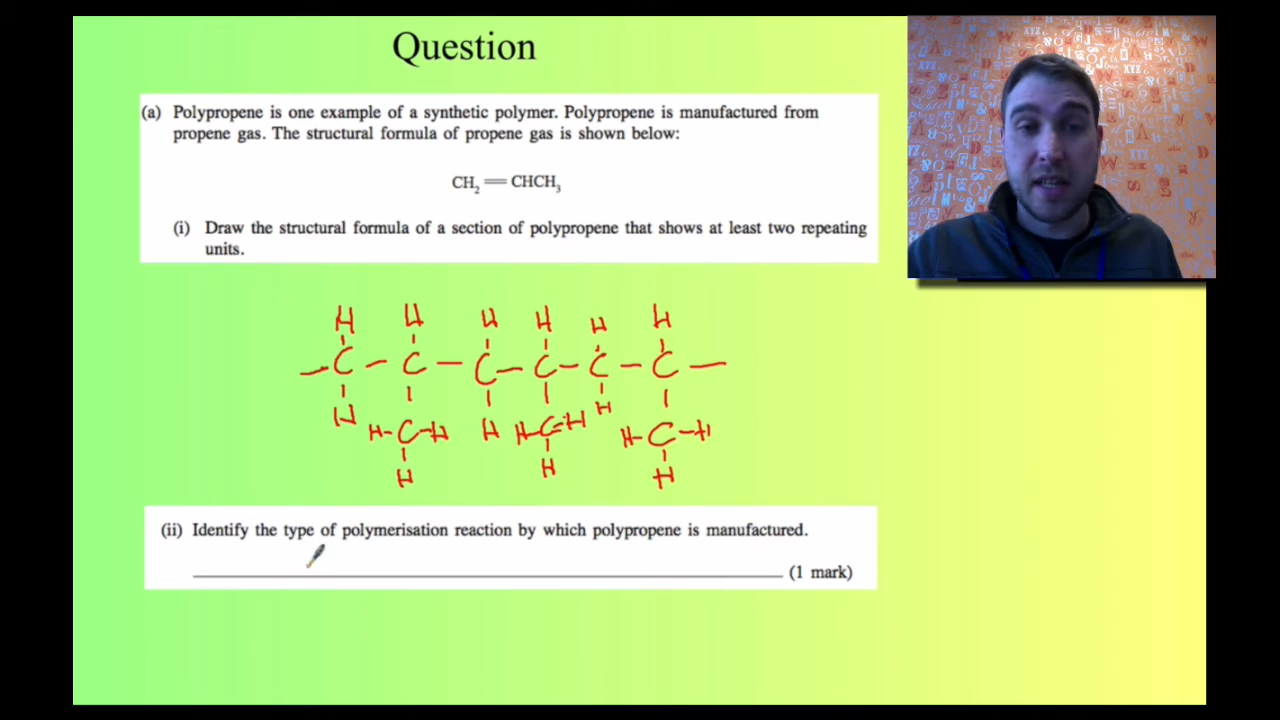 Question
(a) Polypropene is one example of a synthetic polymer. Polypropene is manufactured from
propene gas. The structural formula of propene gas is shown below:
CH₂=CHCH₃
(i) Draw the structural formula of a section of polypropene that shows at least two repeating
units.
H H H H H H
- C - C - C - C - C - C -
H H H
H-C-H H-C-H H-C-H
H H H
(ii) Identify the type of polymerisation reaction by which polypropene is manufactured.
(1 mark)